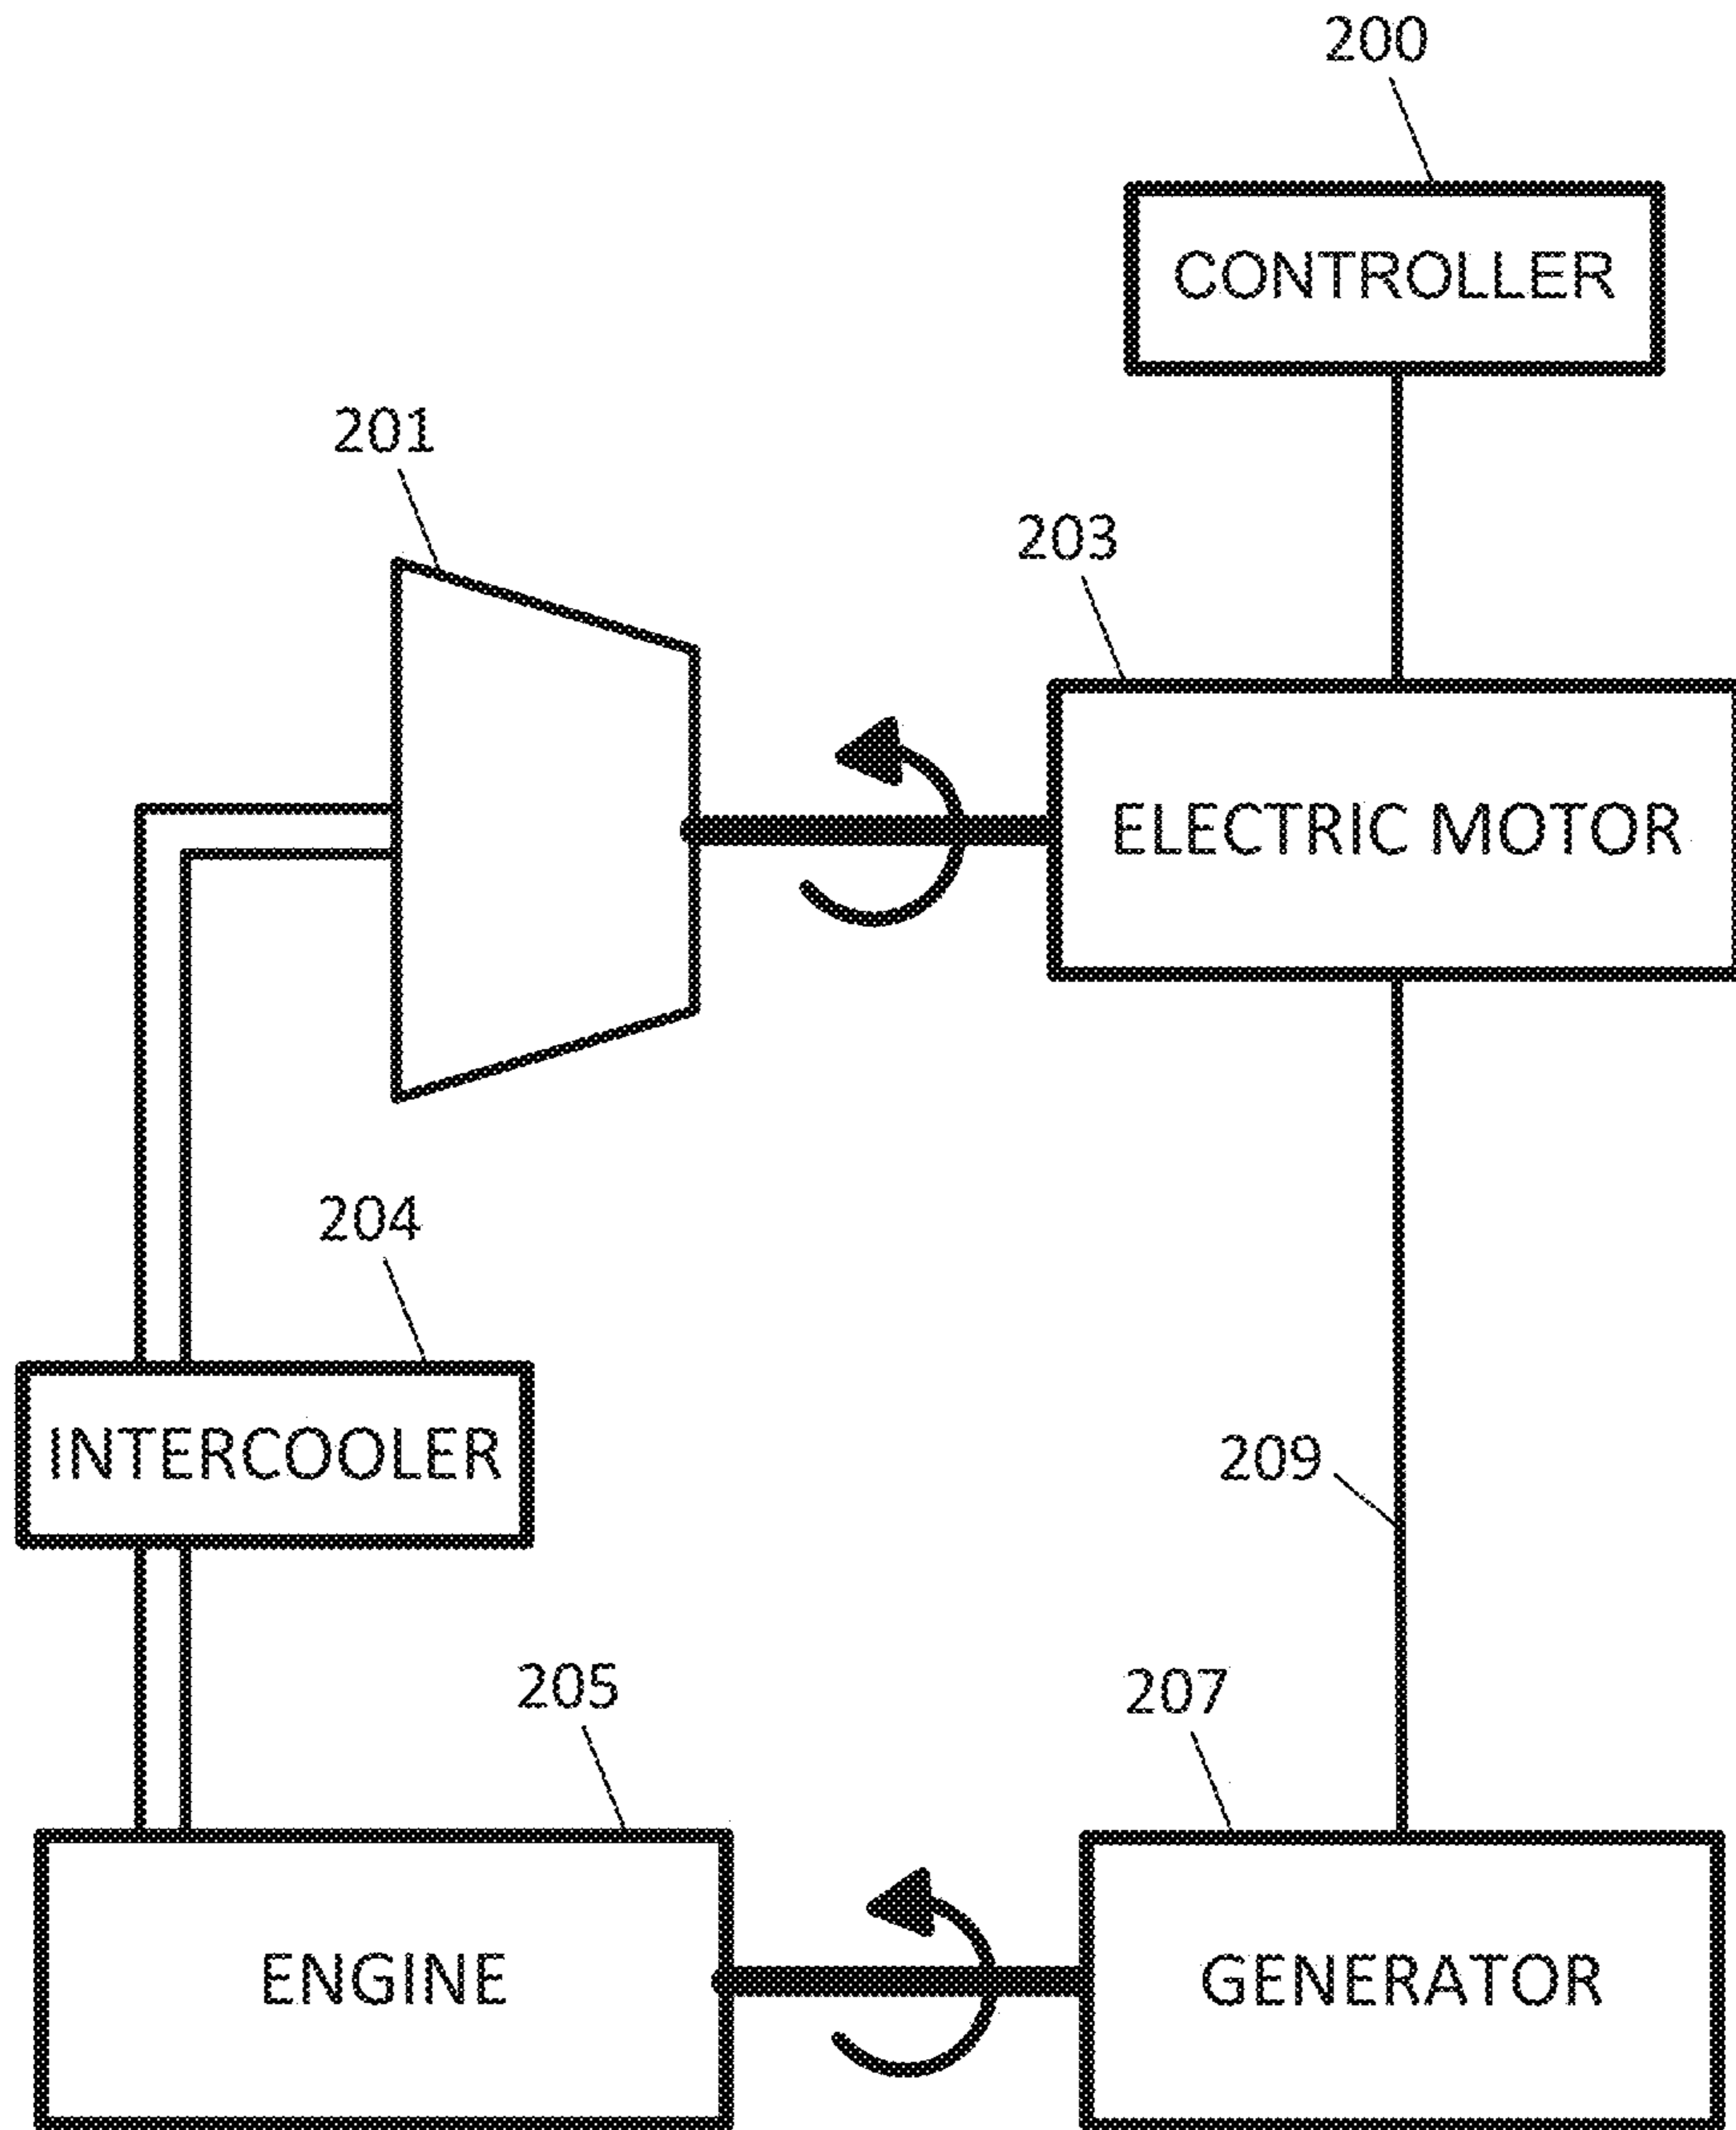 200
CONTROLLER
201
203
ELECTRIC MOTOR
204
INTERCOOLER
209
205
207
ENGINE
GENERATOR